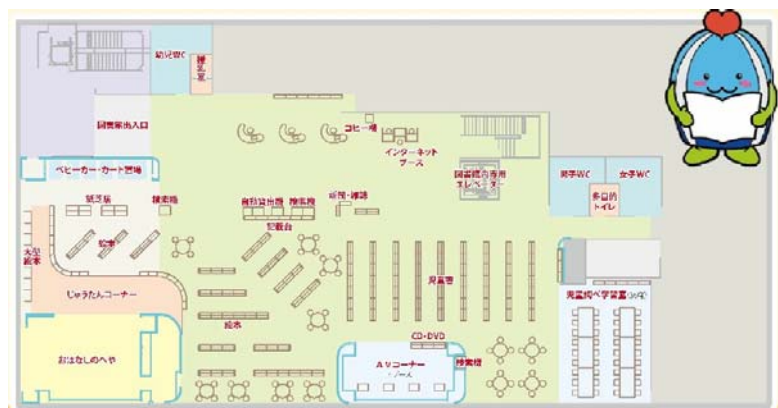 幼児WC
授乳室
図書館出入口
コピー機
インターネット
ブース
図書館内専用
エレベーター
男子WC
女子WC
多目的
トイレ
ベビーカー・カート置場
紙芝居
検索機
自動貸出機
検索機
新聞・雑誌
記載台
大型
絵本
絵本
じゅうたんコーナー
児童書
児童調べ学習室
絵本
CD・DVD
おはなしのへや
AVコーナー
検索機